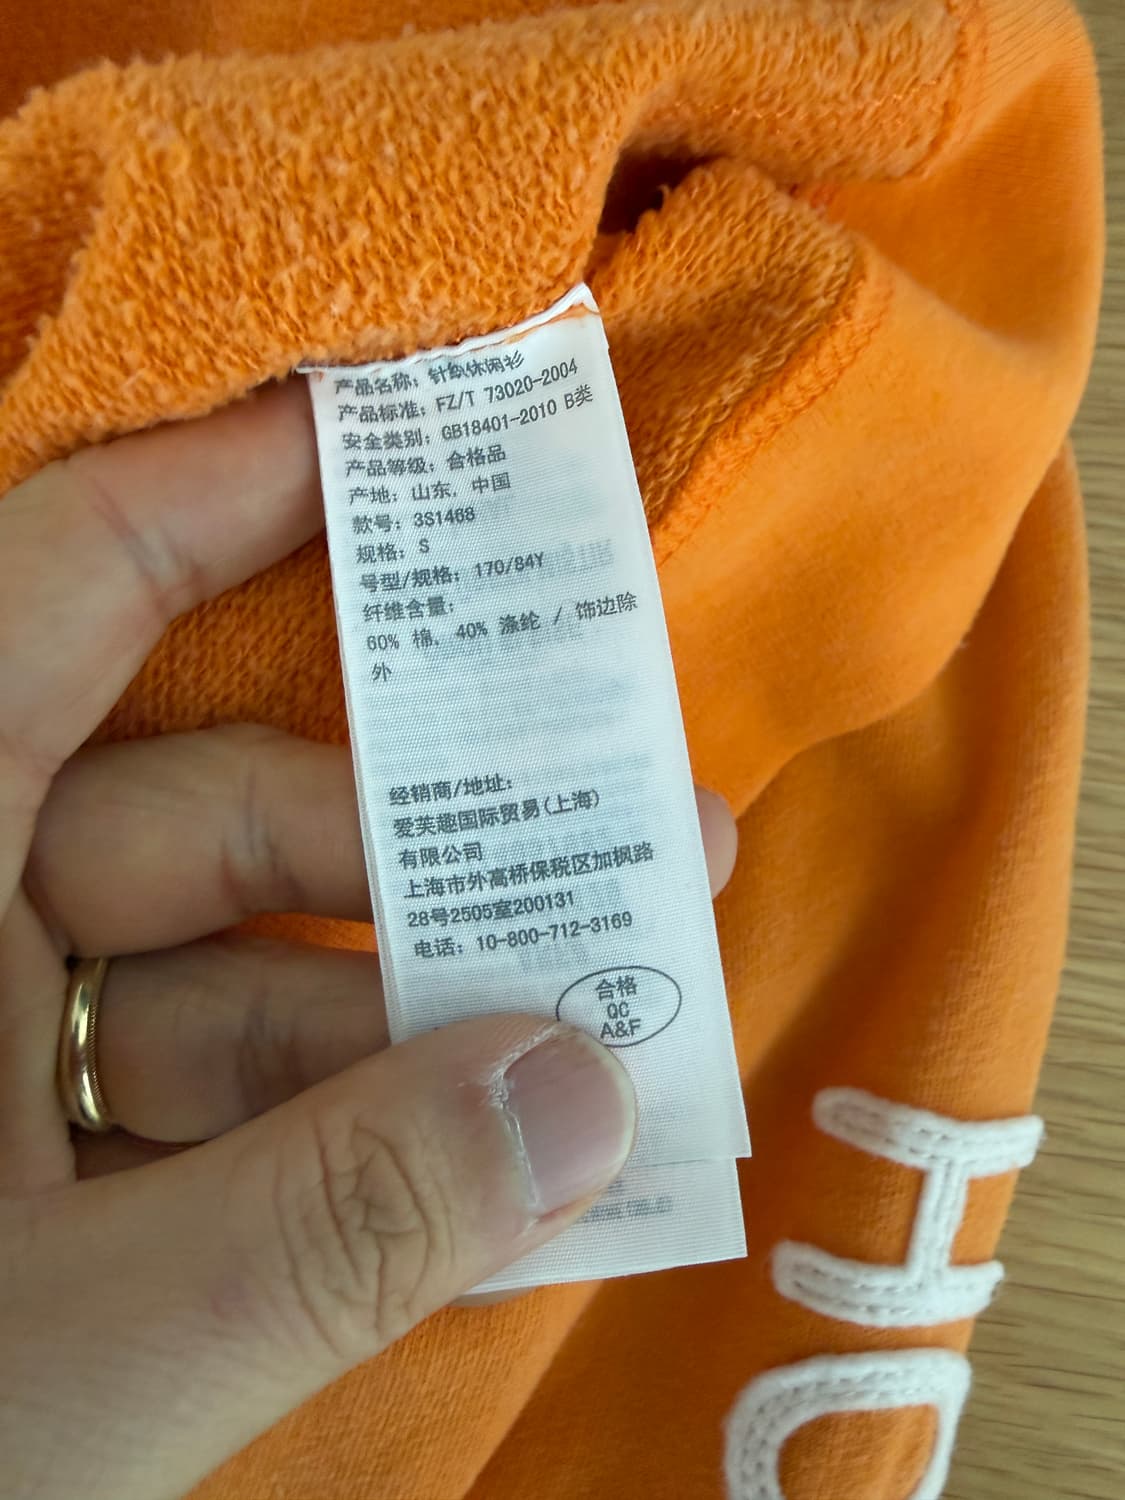 产品名称: 针织休闲衫
产品标准: FZ/T 73020-2004
安全类别: GB18401-2010 B类
产品等级: 合格品
产地: 山东, 中国
款号: 3S1468
规格: S
号型/规格: 170/84Y
纤维含量:
60% 棉, 40% 涤纶 / 饰边除
外
经销商/地址:
爱芙趣国际贸易(上海)
有限公司
上海市外高桥保税区加枫路
28号2505室200131
电话: 10-800-712-3169
合格
QC
A&F